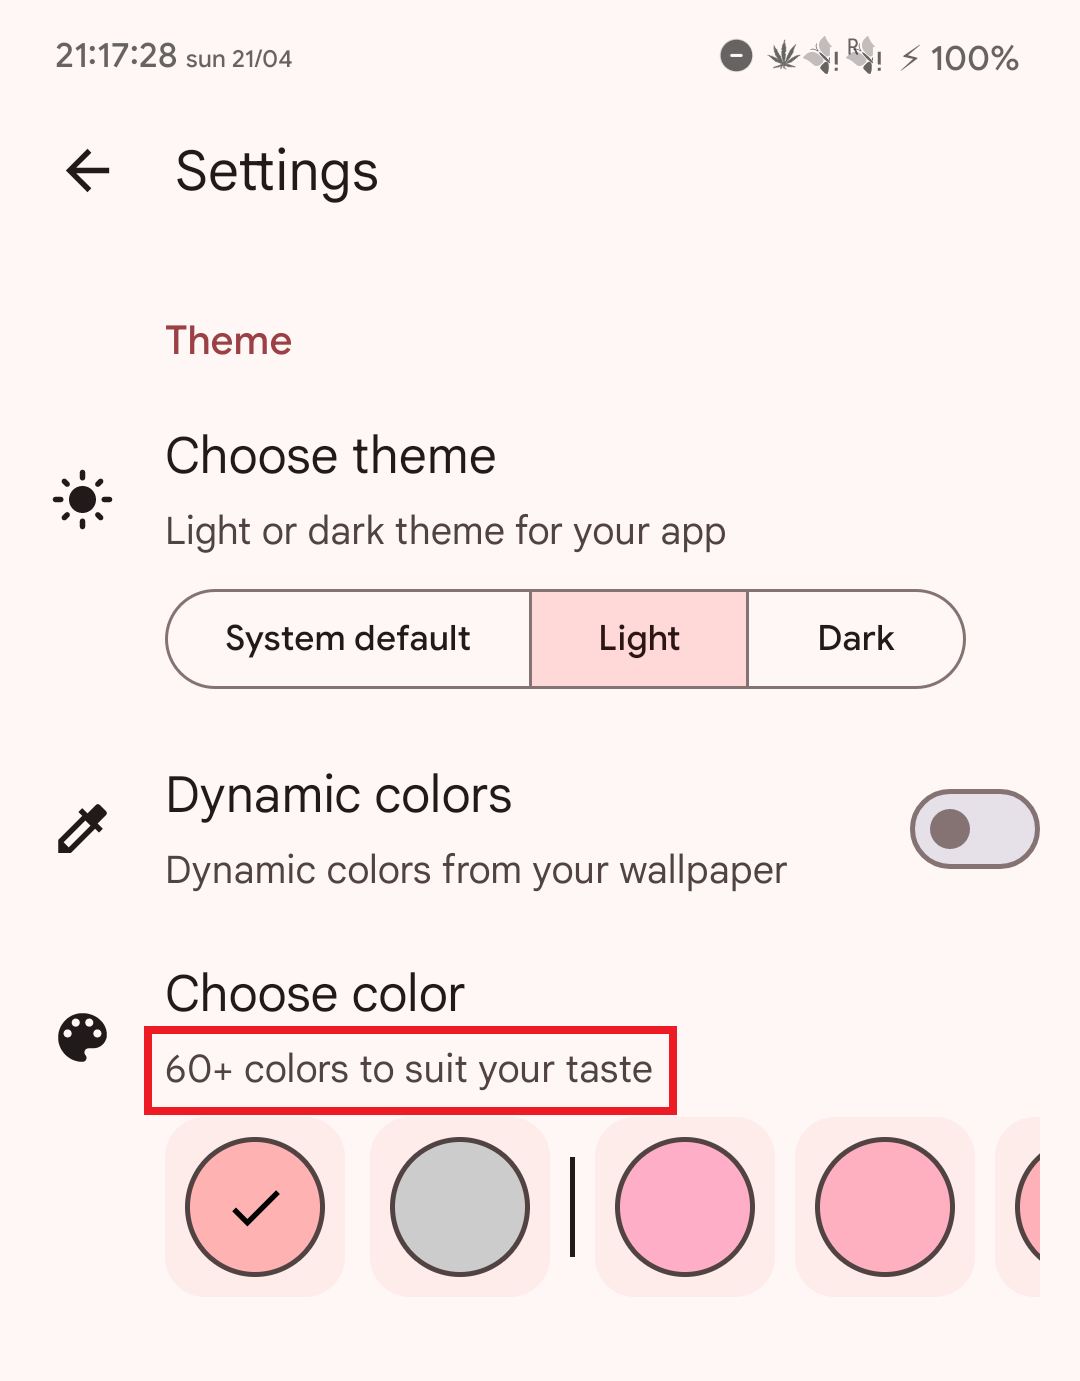 21:17:28 sun 21/04 ! R ! 100%
Settings
Theme
Choose theme
Light or dark theme for your app
System default Light Dark
Dynamic colors
Dynamic colors from your wallpaper
Choose color
60+ colors to suit your taste